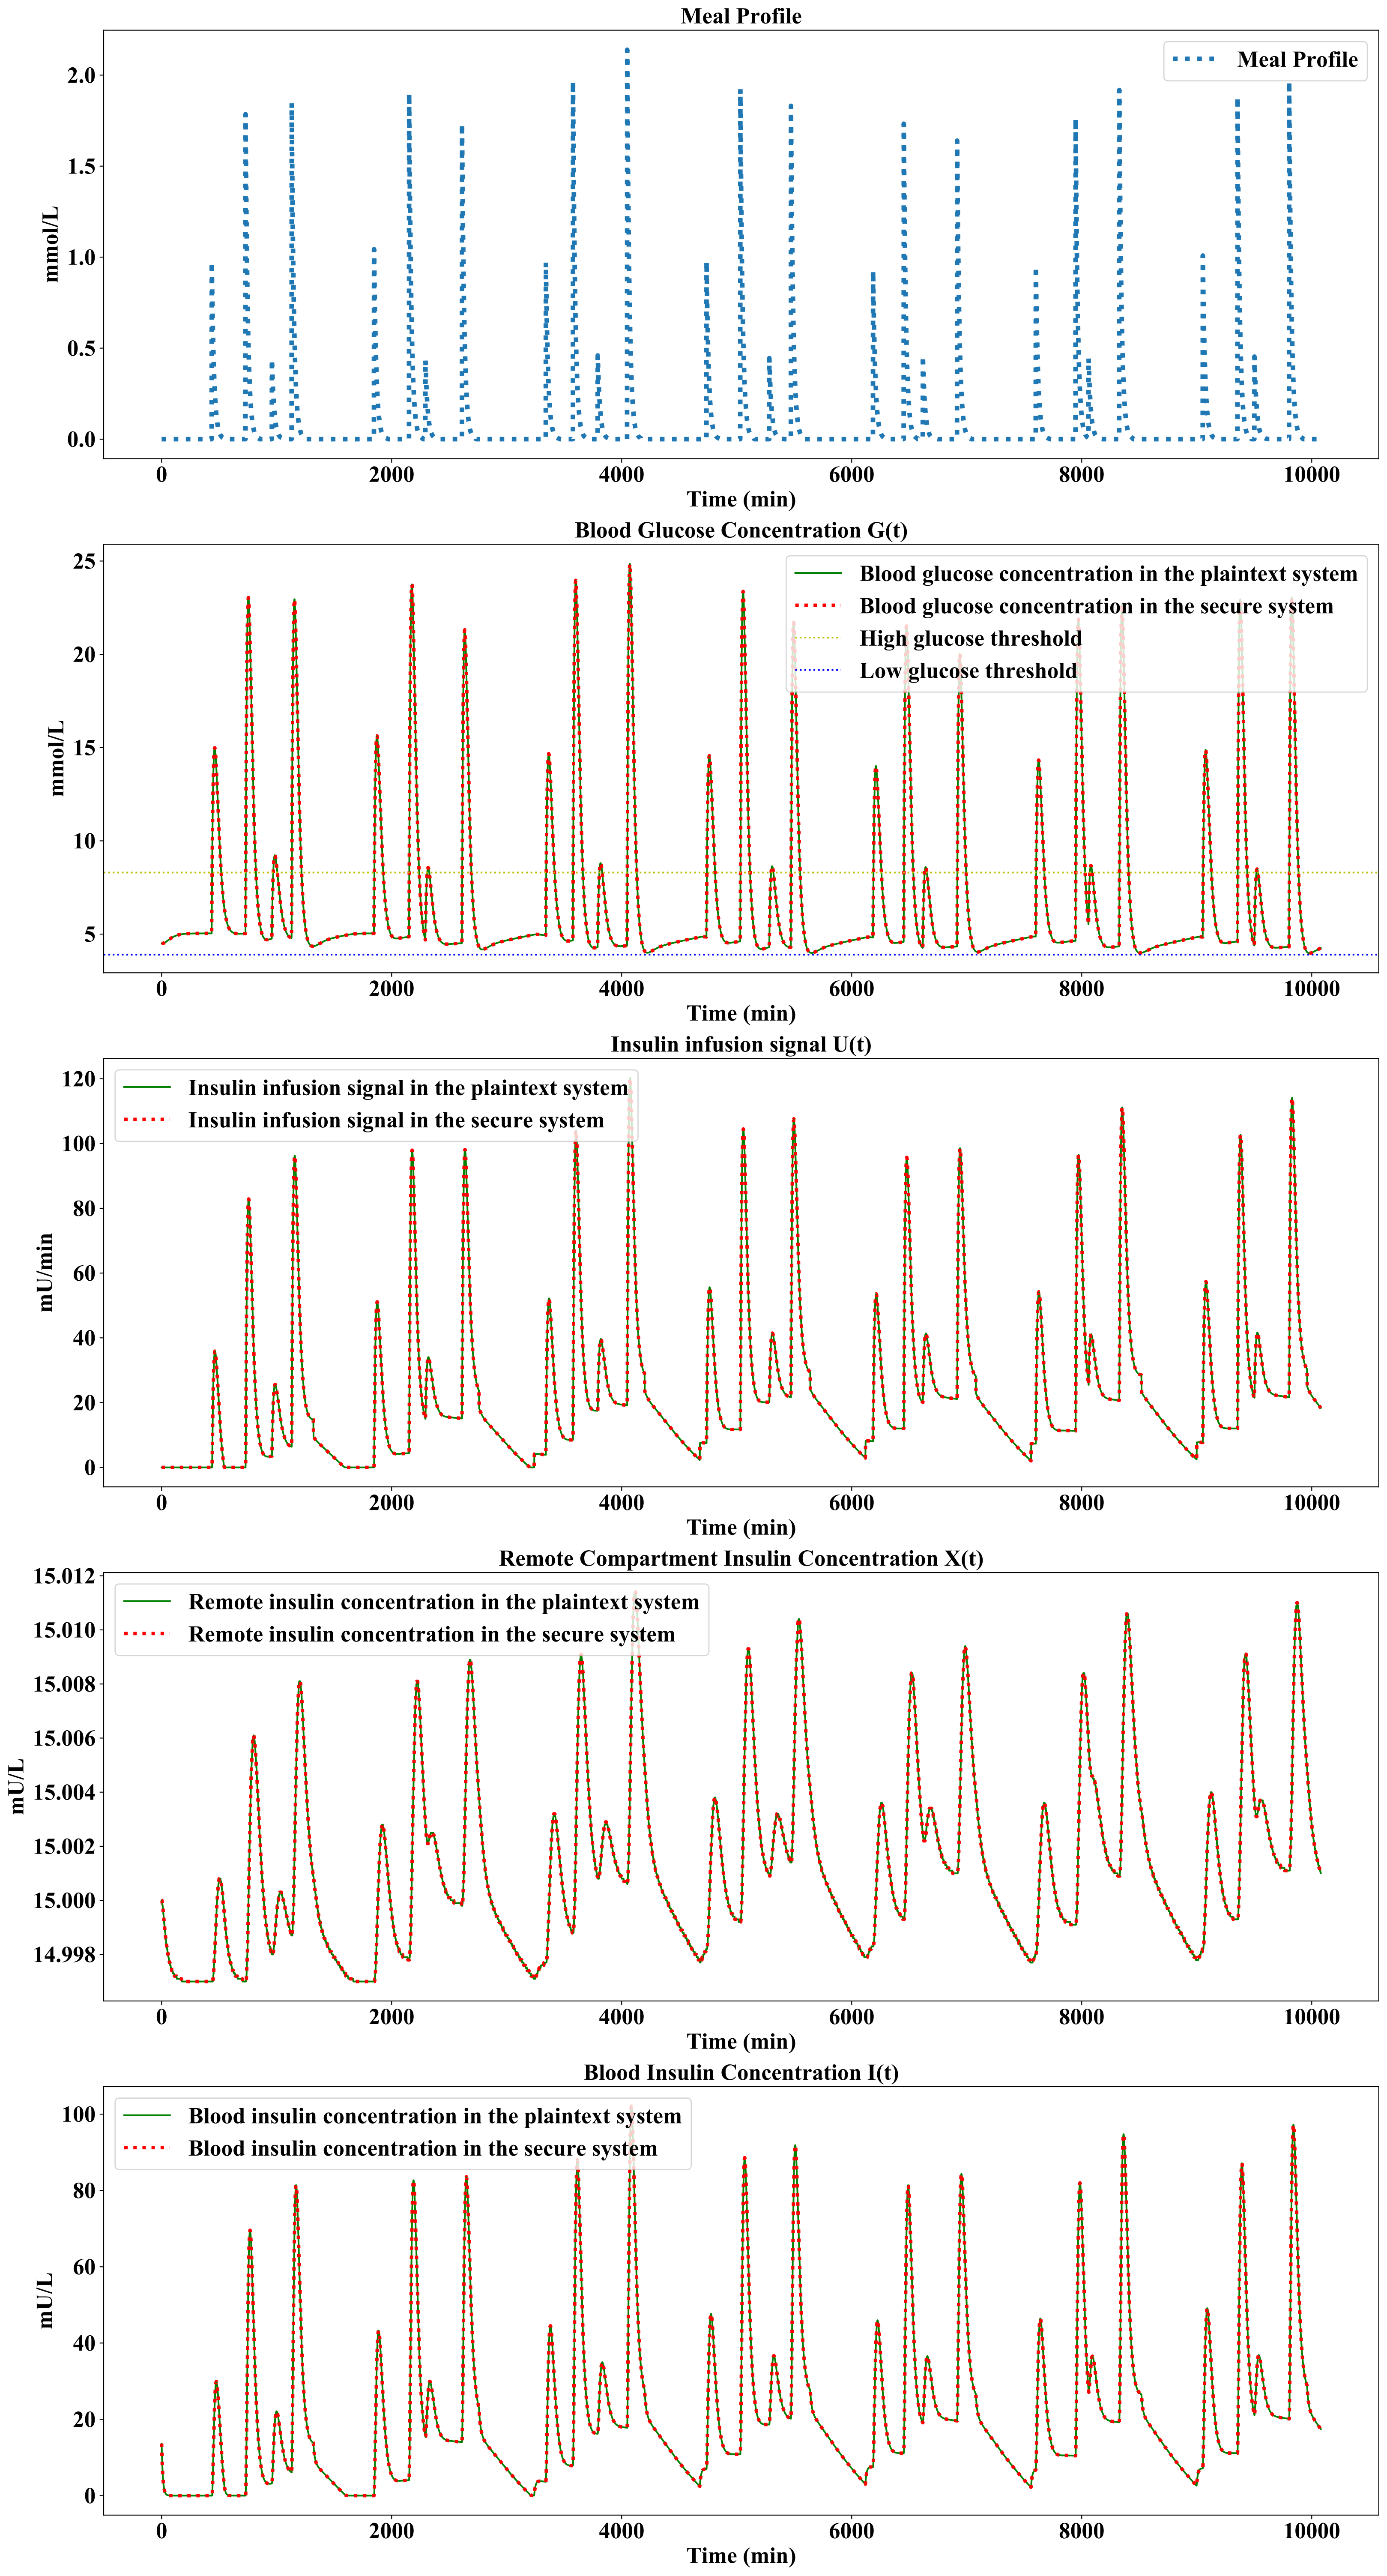 Meal Profile
Meal Profile
mmol/L
2.0
1.5
1.0
0.5
0.0
0 2000 4000 6000 8000 10000
Time (min)
Blood Glucose Concentration G(t)
Blood glucose concentration in the plaintext system
Blood glucose concentration in the secure system
High glucose threshold
Low glucose threshold
mmol/L
25
20
15
10
5
0 2000 4000 6000 8000 10000
Time (min)
Insulin infusion signal U(t)
Insulin infusion signal in the plaintext system
Insulin infusion signal in the secure system
mU/min
120
100
80
60
40
20
0
0 2000 4000 6000 8000 10000
Time (min)
Remote Compartment Insulin Concentration X(t)
Remote insulin concentration in the plaintext system
Remote insulin concentration in the secure system
mU/L
15.012
15.010
15.008
15.006
15.004
15.002
15.000
14.998
0 2000 4000 6000 8000 10000
Time (min)
Blood Insulin Concentration I(t)
Blood insulin concentration in the plaintext system
Blood insulin concentration in the secure system
mU/L
100
80
60
40
20
0
0 2000 4000 6000 8000 10000
Time (min)